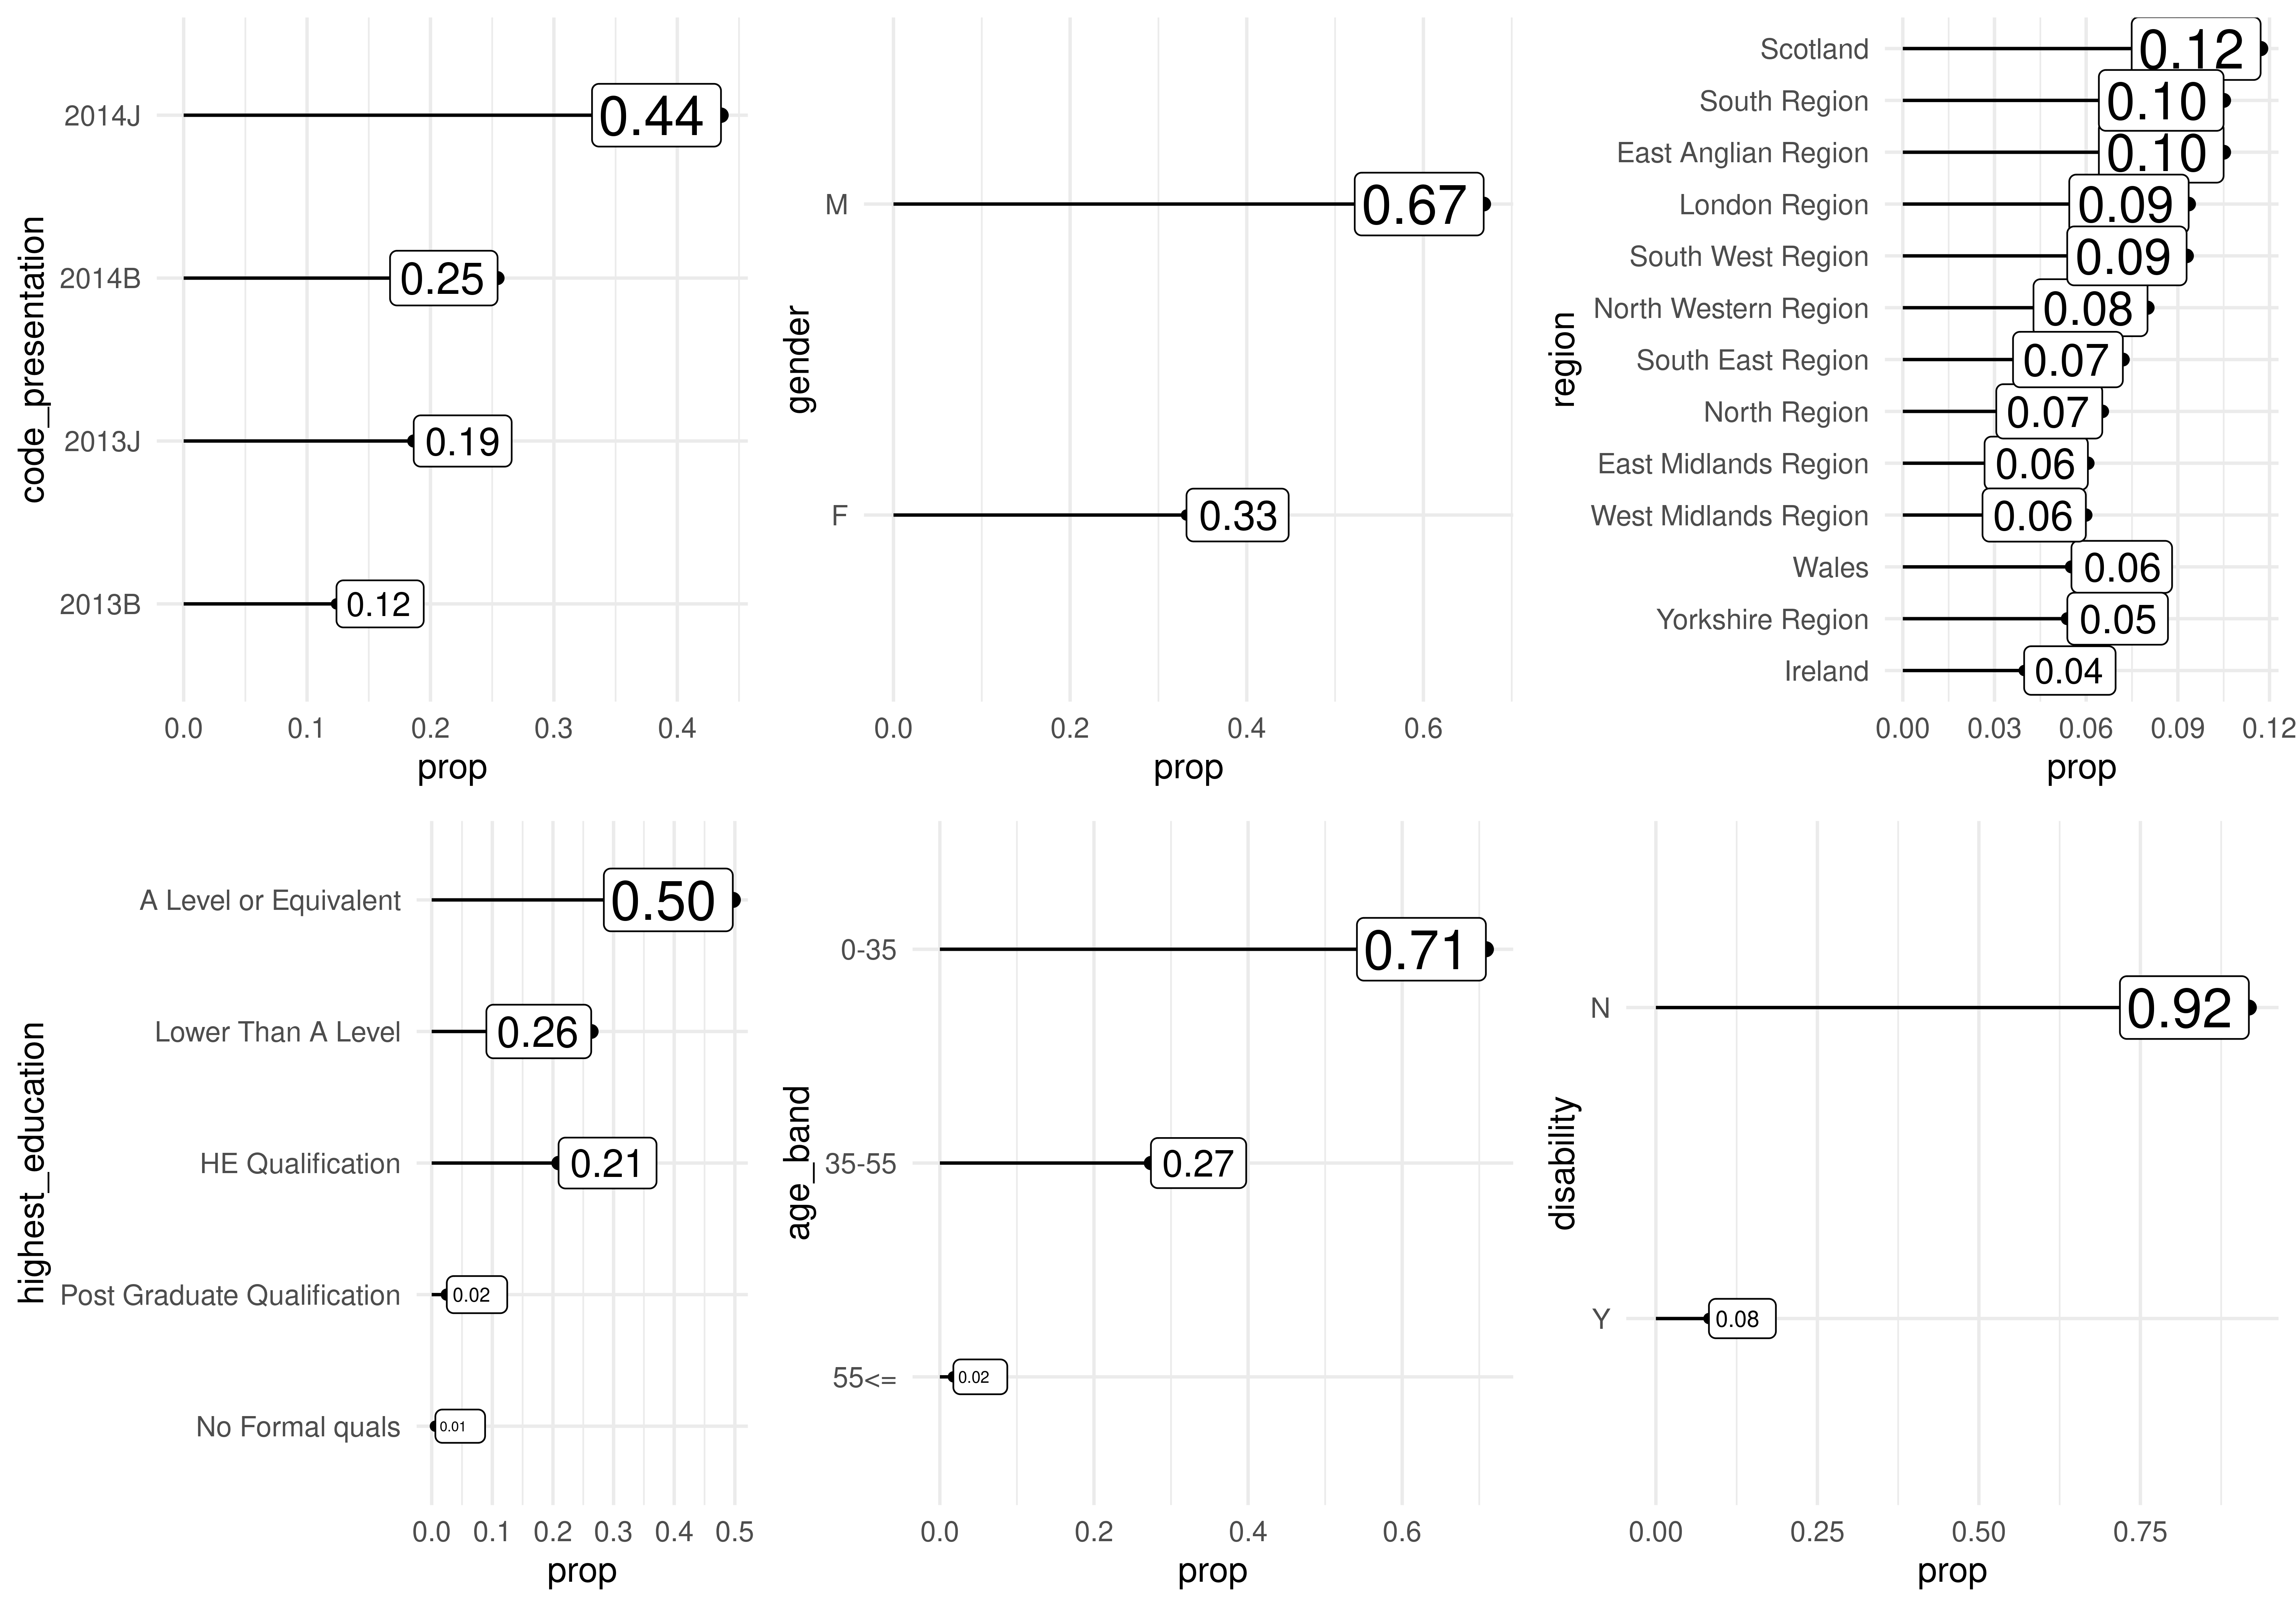 code_presentation
2014J
0.44
2014B
0.25
2013J
0.19
2013B
0.12
0.0 0.1 0.2 0.3 0.4
prop
gender
M
0.67
F
0.33
0.0 0.2 0.4 0.6
prop
region
Scotland
0.12
South Region
0.10
East Anglian Region
0.10
London Region
0.09
South West Region
0.09
North Western Region
0.08
South East Region
0.07
North Region
0.07
East Midlands Region
0.06
West Midlands Region
0.06
Wales
0.06
Yorkshire Region
0.05
Ireland
0.04
0.00 0.03 0.06 0.09 0.12
prop
highest_education
A Level or Equivalent
0.50
Lower Than A Level
0.26
HE Qualification
0.21
Post Graduate Qualification
0.02
No Formal quals
0.01
0.0 0.1 0.2 0.3 0.4 0.5
prop
age_band
0-35
0.71
35-55
0.27
55<=
0.02
0.0 0.2 0.4 0.6
prop
disability
N
0.92
Y
0.08
0.00 0.25 0.50 0.75
prop